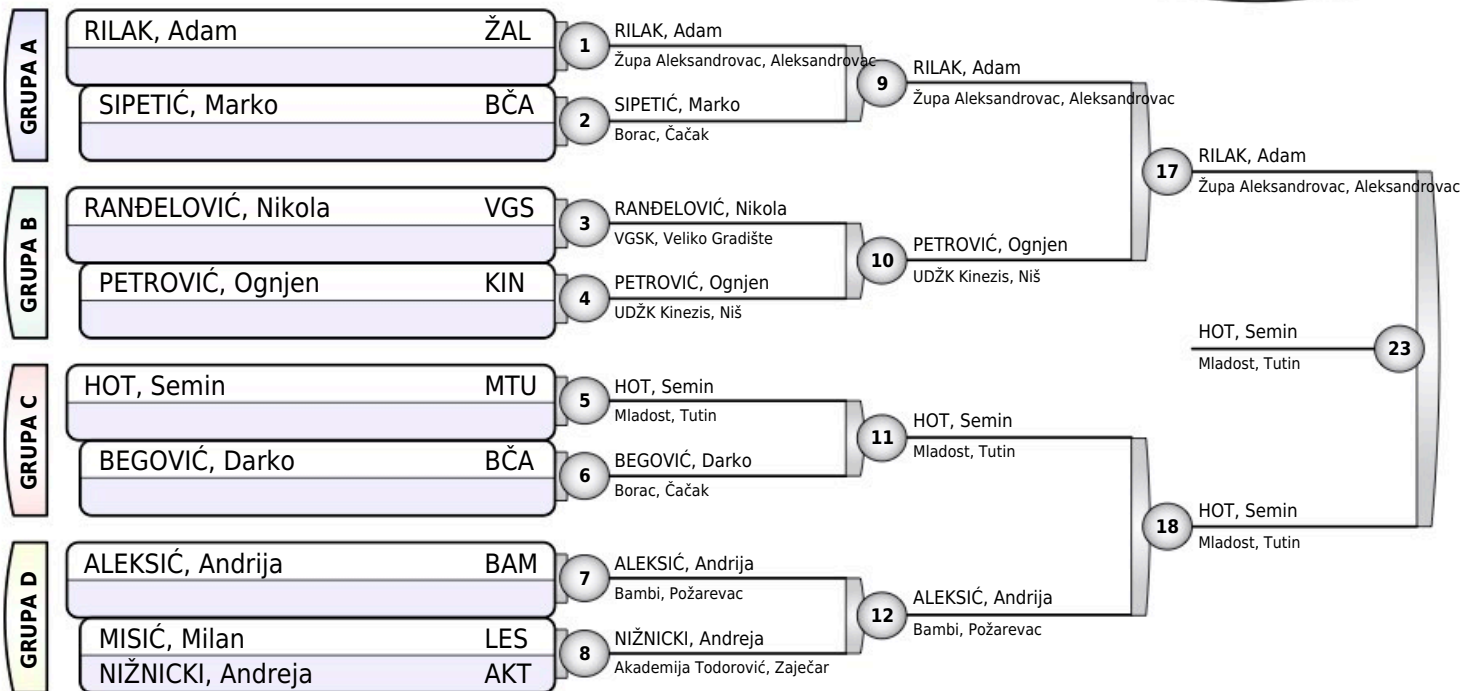 GRUPA A
RILAK, Adam ŽAL
SIPETIĆ, Marko BČA
1
RILAK, Adam
Župa Aleksandrovac, Aleksandrovac
2
SIPETIĆ, Marko
Borac, Čačak
9
RILAK, Adam
Župa Aleksandrovac, Aleksandrovac
GRUPA B
RANĐELOVIĆ, Nikola VGS
PETROVIĆ, Ognjen KIN
3
RANĐELOVIĆ, Nikola
VGSK, Veliko Gradište
4
PETROVIĆ, Ognjen
UDŽK Kinezis, Niš
10
PETROVIĆ, Ognjen
UDŽK Kinezis, Niš
17
RILAK, Adam
Župa Aleksandrovac, Aleksandrovac
GRUPA C
HOT, Semin MTU
BEGOVIĆ, Darko BČA
5
HOT, Semin
Mladost, Tutin
6
BEGOVIĆ, Darko
Borac, Čačak
11
HOT, Semin
Mladost, Tutin
GRUPA D
ALEKSIĆ, Andrija BAM
MISIĆ, Milan LES
NIŽNICKI, Andreja AKT
7
ALEKSIĆ, Andrija
Bambi, Požarevac
8
NIŽNICKI, Andreja
Akademija Todorović, Zaječar
12
ALEKSIĆ, Andrija
Bambi, Požarevac
18
HOT, Semin
Mladost, Tutin
HOT, Semin
Mladost, Tutin
23